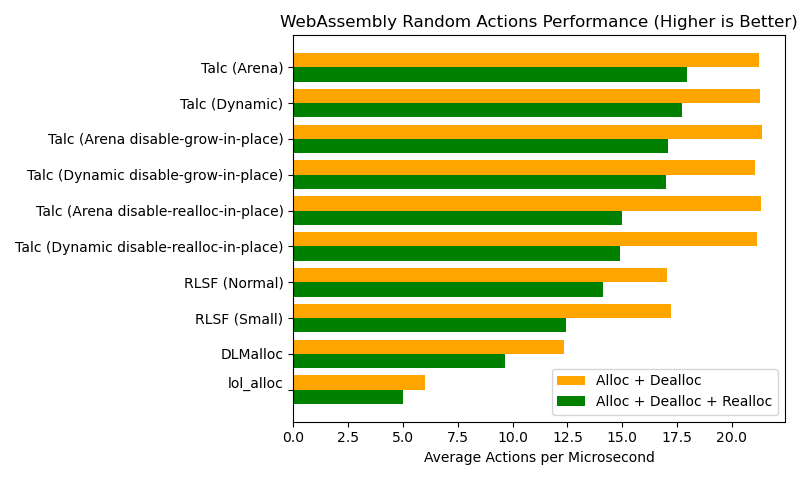 WebAssembly Random Actions Performance (Higher is Better)
Talc (Arena)
Talc (Dynamic)
Talc (Arena disable-grow-in-place)
Talc (Dynamic disable-grow-in-place)
Talc (Arena disable-realloc-in-place)
Talc (Dynamic disable-realloc-in-place)
RLSF (Normal)
RLSF (Small)
DLMalloc
lol_alloc
Alloc + Dealloc
Alloc + Dealloc + Realloc
0.0 2.5 5.0 7.5 10.0 12.5 15.0 17.5 20.0
Average Actions per Microsecond